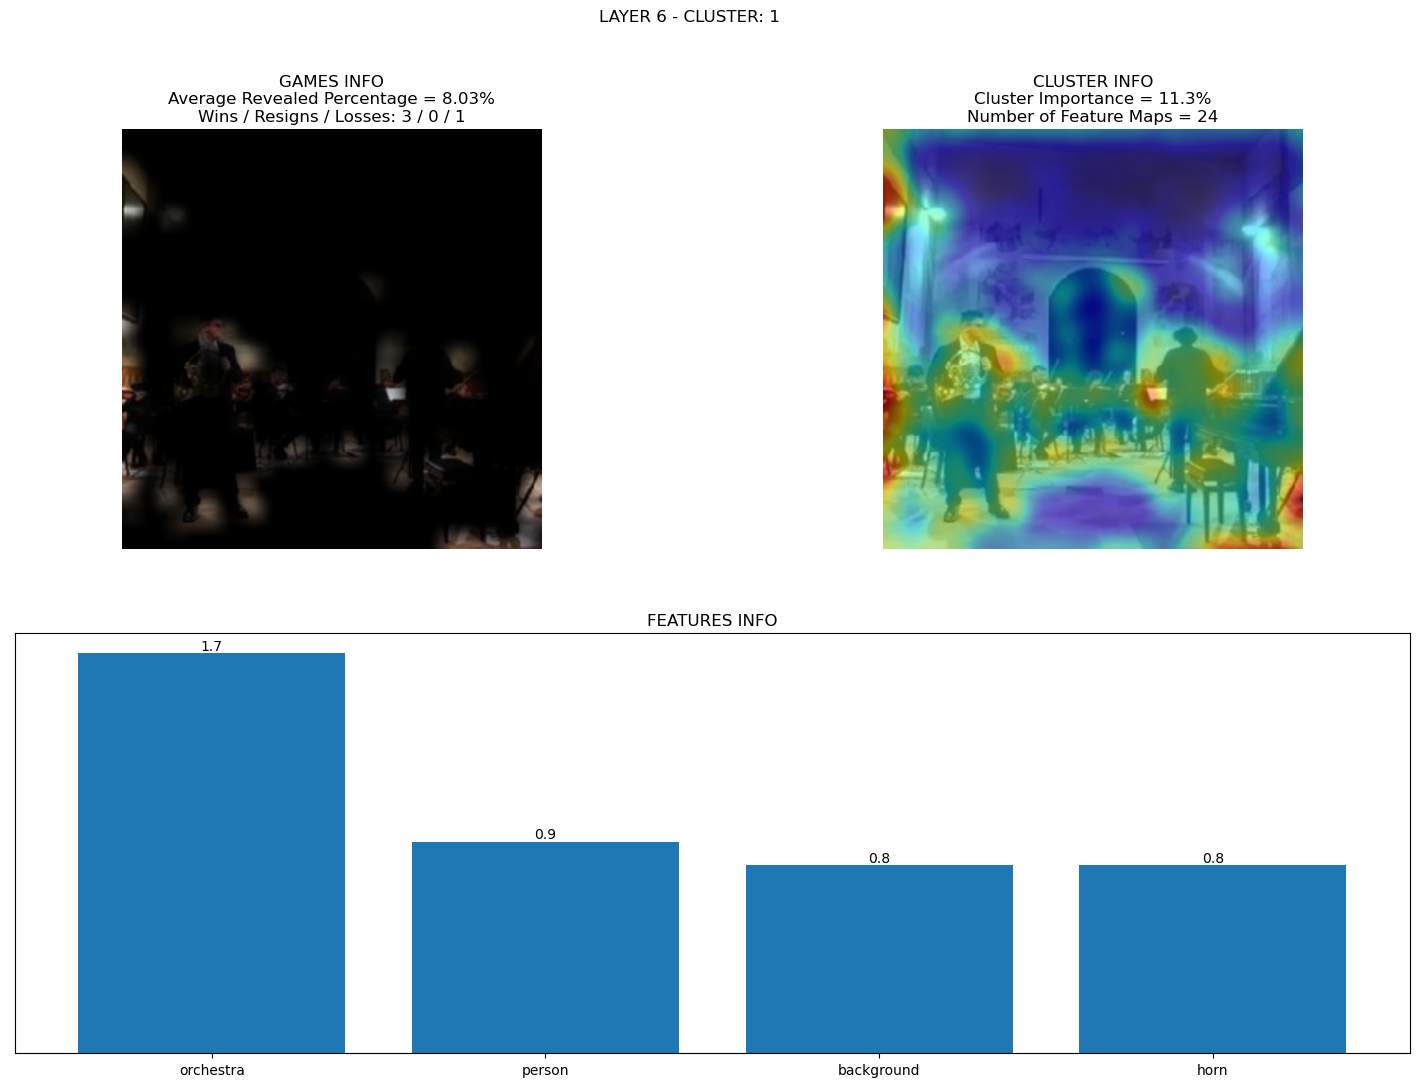 LAYER 6 - CLUSTER: 1
GAMES INFO
Average Revealed Percentage = 8.03%
Wins / Resigns / Losses: 3 / 0 / 1
CLUSTER INFO
Cluster Importance = 11.3%
Number of Feature Maps = 24
FEATURES INFO
1.7
0.9
0.8
0.8
orchestra
person
background
horn